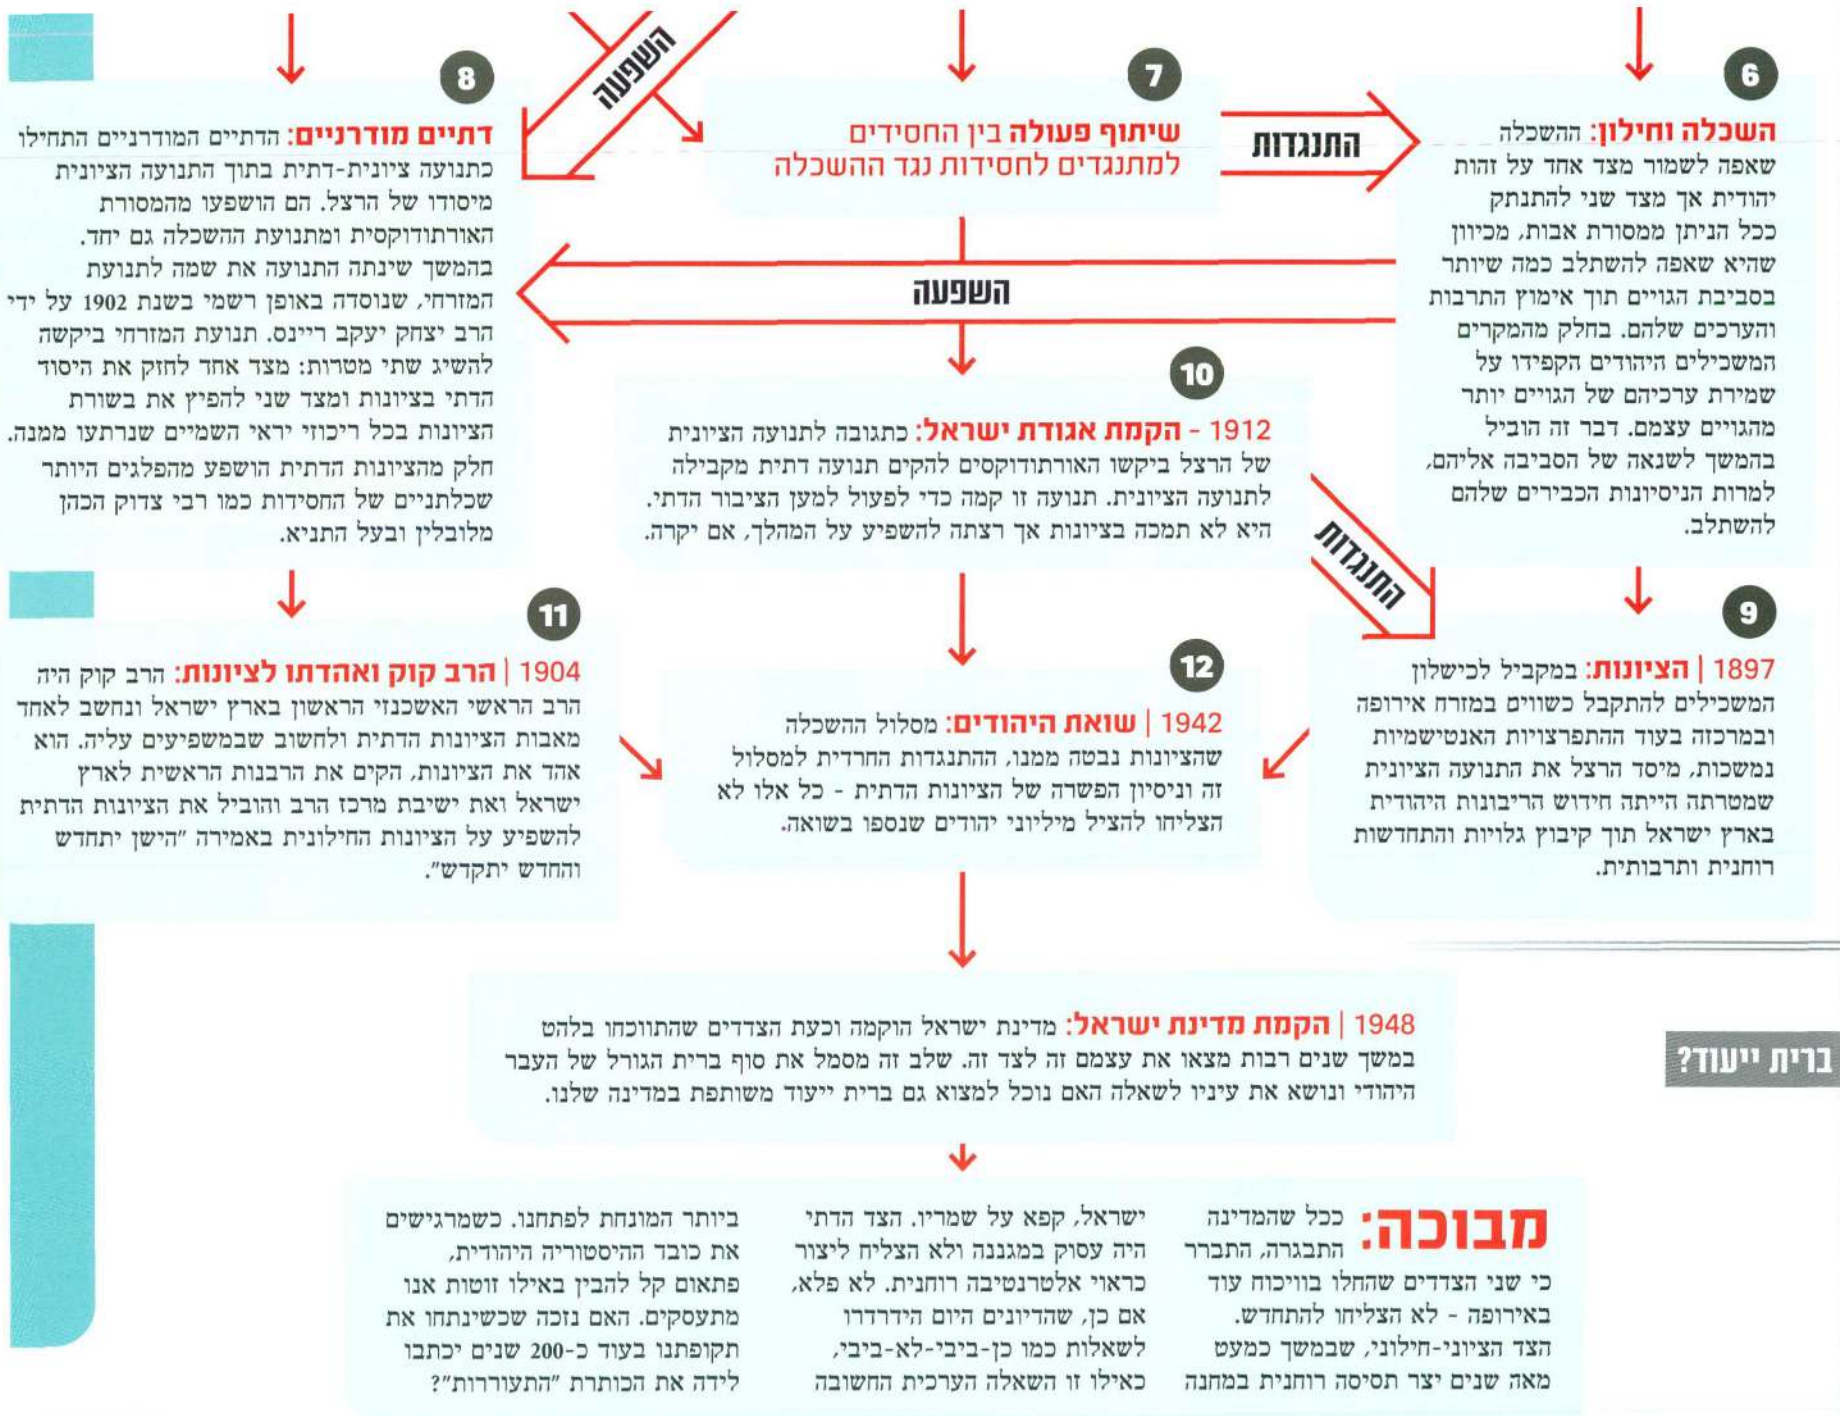 השפעה
6
השכלה וחילון: ההשכלה
שאפה לשמור מצד אחד על זהות
יהודית אך מצד שני להתנתק
ככל הניתן ממסורת אבות, מכיוון
שהיא שאפה להשתלב כמה שיותר
בסביבת הגויים תוך אימוץ התרבות
והערכים שלהם. בחלק מהמקרים
המשכילים היהודים הקפידו על
שמירת ערכיהם של הגויים יותר
מהגויים עצמם. דבר זה הוביל
בהמשך לשנאה של הסביבה אליהם,
למרות הניסיונות הכבירים שלהם
להשתלב.
התנגדות
7
שיתוף פעולה בין החסידים
למתנגדים לחסידות נגד ההשכלה
8
דתיים מודרניים: הדתיים המודרניים התחילו
כתנועה ציונית-דתית בתוך התנועה הציונית
מיסודו של הרצל. הם הושפעו מהמסורת
האורתודוקסית ומתנועת ההשכלה גם יחד.
בהמשך שינתה התנועה את שמה לתנועת
המזרחי, שנוסדה באופן רשמי בשנת 1902 על ידי
הרב יצחק יעקב ריינס. תנועת המזרחי ביקשה
להשיג שתי מטרות: מצד אחד לחזק את היסוד
הדתי בציונות ומצד שני להפיץ את בשורת
הציונות בכל ריכוזי יראי השמיים שנרתעו ממנה.
חלק מהציונות הדתית הושפע מהפלגים היותר
שכלתניים של החסידות כמו רבי צדוק הכהן
מלובלין ובעל התניא.
השפעה
10
1912 - הקמת אגודת ישראל: כתגובה לתנועה הציונית
של הרצל ביקשו האורתודוקסים להקים תנועה דתית מקבילה
לתנועה הציונית. תנועה זו קמה כדי לפעול למען הציבור הדתי.
היא לא תמכה בציונות אך רצתה להשפיע על המהלך, אם יקרה.
התנגדות
9
1897 | הציונות: במקביל לכישלון
המשכילים להתקבל כשווים במזרח אירופה
ובמרכזה בעוד ההתפרצויות האנטישמיות
נמשכות, מיסד הרצל את התנועה הציונית
שמטרתה הייתה חידוש הריבונות היהודית
בארץ ישראל תוך קיבוץ גלויות והתחדשות
רוחנית ותרבותית.
12
1942 | שואת היהודים: מסלול ההשכלה
שהציונות נבטה ממנו, ההתנגדות החרדית למסלול
זה וניסיון הפשרה של הציונות הדתית - כל אלו לא
הצליחו להציל מיליוני יהודים שנספו בשואה.
11
1904 | הרב קוק ואהדתו לציונות: הרב קוק היה
הרב הראשי האשכנזי הראשון בארץ ישראל ונחשב לאחד
מאבות הציונות הדתית ולחשוב שבמשפיעים עליה. הוא
אהד את הציונות, הקים את הרבנות הראשית לארץ
ישראל ואת ישיבת מרכז הרב והוביל את הציונות הדתית
להשפיע על הציונות החילונית באמירה "הישן יתחדש
והחדש יתקדש".
ברית ייעוד?
1948 | הקמת מדינת ישראל: מדינת ישראל הוקמה וכעת הצדדים שהתווכחו בלהט
במשך שנים רבות מצאו את עצמם זה לצד זה. שלב זה מסמל את סוף ברית הגורל של העבר
היהודי ונושא את עיניו לשאלה האם נוכל למצוא גם ברית ייעוד משותפת במדינה שלנו.
מבוכה: ככל שהמדינה
התבגרה, התברר
כי שני הצדדים שהחלו בוויכוח עוד
באירופה - לא הצליחו להתחדש.
הצד הציוני-חילוני, שבמשך כמעט
מאה שנים יצר תסיסה רוחנית במחנה
ישראל, קפא על שמריו. הצד הדתי
היה עסוק במגננה ולא הצליח ליצור
כראוי אלטרנטיבה רוחנית. לא פלא,
אם כן, שהדיונים היום הידרדרו
לשאלות כמו כן-ביבי-לא-ביבי,
כאילו זו השאלה הערכית החשובה
ביותר המונחת לפתחנו. כשמרגישים
את כובד ההיסטוריה היהודית,
פתאום קל להבין באילו זוטות אנו
מתעסקים. האם נזכה שכשינתחו את
תקופתנו בעוד כ-200 שנים יכתבו
לידה את הכותרת "התעוררות"?